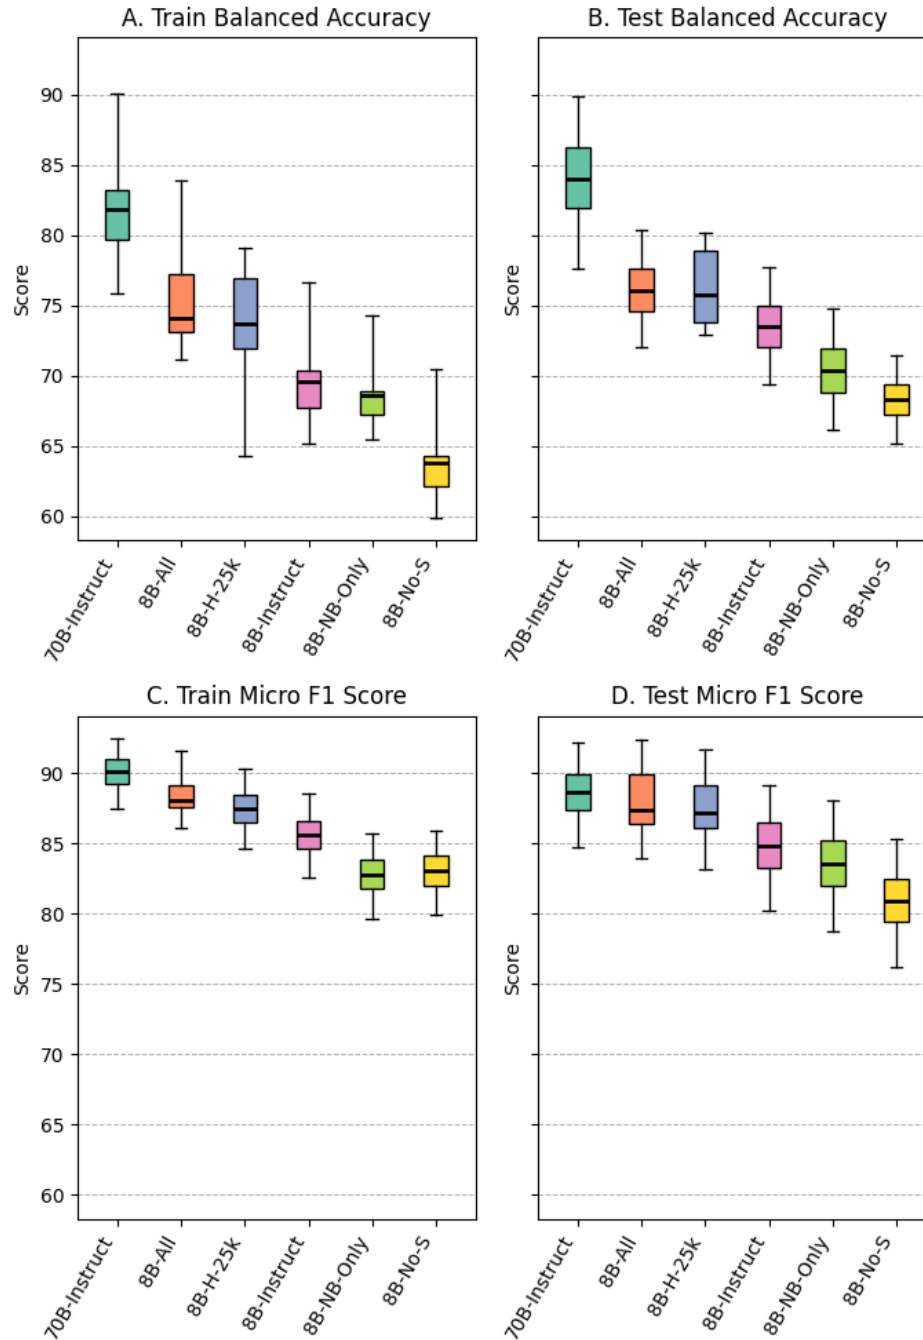 A. Train Balanced Accuracy
B. Test Balanced Accuracy
Score
90
85
80
75
70
65
60
70B-Instruct
8B-All
8B-H-25k
8B-Instruct
8B-NB-Only
8B-No-S
Score
70B-Instruct
8B-All
8B-H-25k
8B-Instruct
8B-NB-Only
8B-No-S
C. Train Micro F1 Score
D. Test Micro F1 Score
Score
90
85
80
75
70
65
60
70B-Instruct
8B-All
8B-H-25k
8B-Instruct
8B-NB-Only
8B-No-S
Score
70B-Instruct
8B-All
8B-H-25k
8B-Instruct
8B-NB-Only
8B-No-S